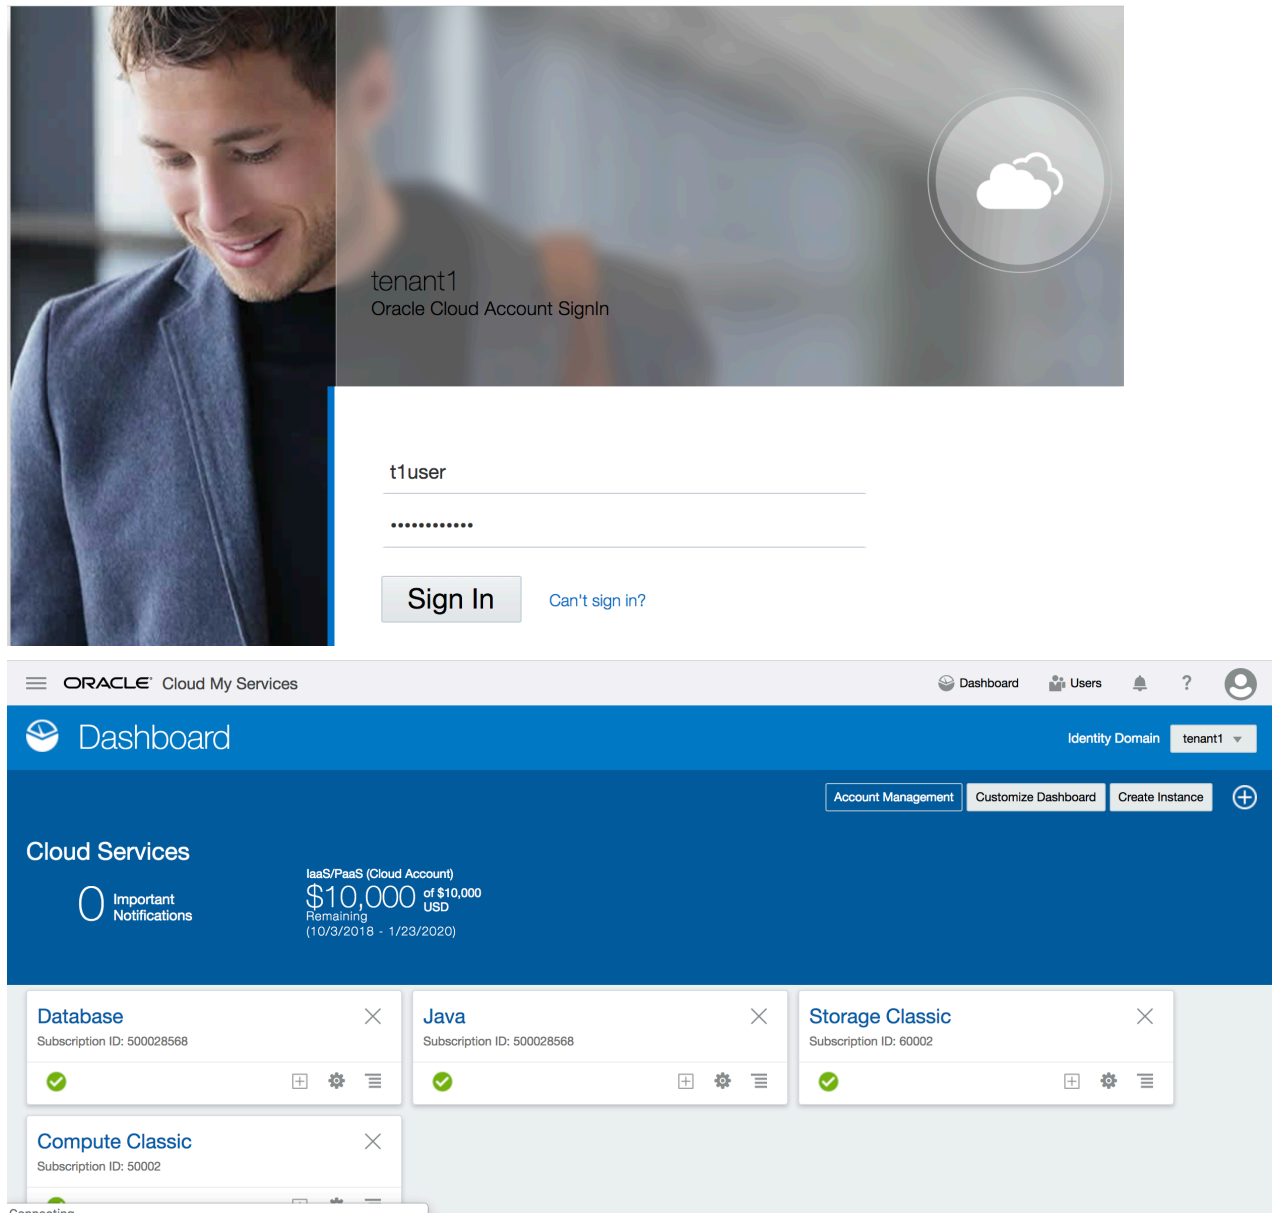 tenant1
Oracle Cloud Account SignIn
t1user
••••••••••••
Sign In
Can't sign in?
ORACLE Cloud My Services
Dashboard
Users
?
Dashboard
Identity Domain
tenant1
Account Management
Customize Dashboard
Create Instance
Cloud Services
0 Important
Notifications
IaaS/PaaS (Cloud Account)
$10,000 of $10,000
USD
Remaining
(10/3/2018 - 1/23/2020)
Database
Subscription ID: 500028568
Java
Subscription ID: 500028568
Storage Classic
Subscription ID: 60002
Compute Classic
Subscription ID: 50002
Connecting